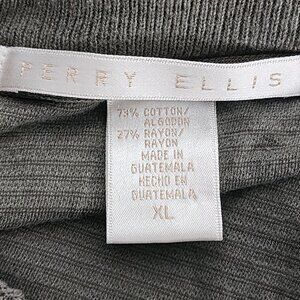 PERRY ELLIS
73% COTTON/
ALGODON
27% RAYON/
RAYON
MADE IN
GUATEMALA
HECHO EN
GUATEMALA
XL